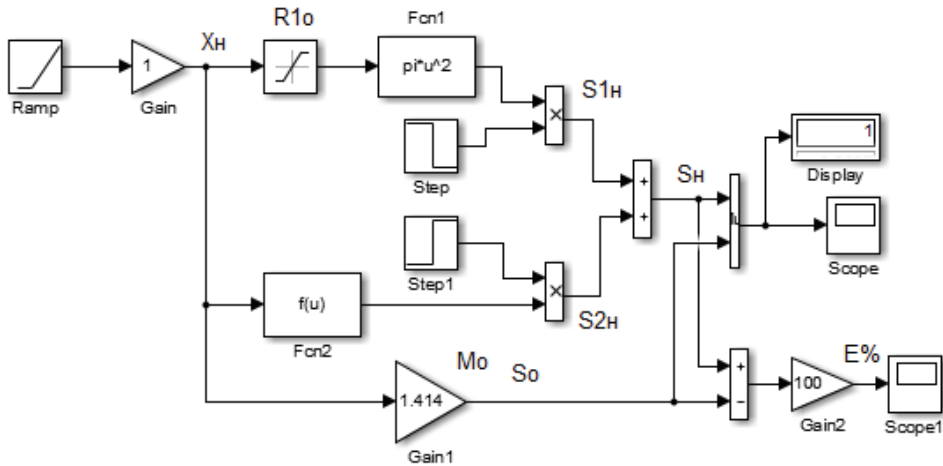 R1o
Fcn1
Xн
1
pi*u^2
Ramp
Gain
S1н
×
Step
1
Display
+
+
Sн
Step1
×
Scope
f(u)
S2н
Fcn2
Mo
So
1.414
Gain1
+
−
100
E%
Gain2
Scope1